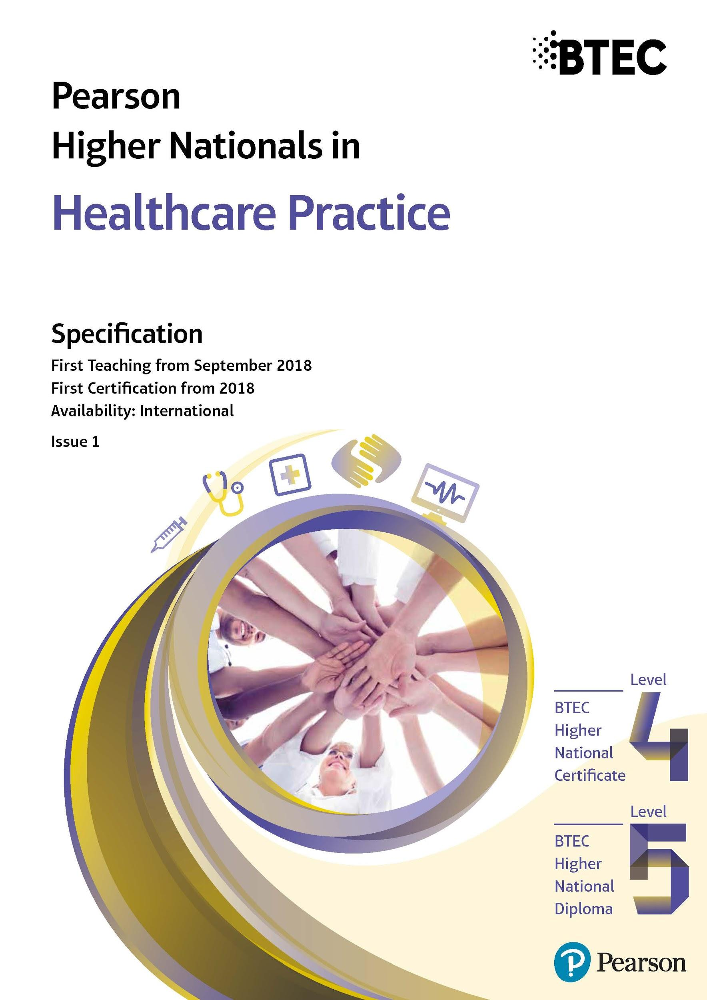 BTEC
Pearson
Higher Nationals in
Healthcare Practice
Specification
First Teaching from September 2018
First Certification from 2018
Availability: International
Issue 1
Level
4
BTEC
Higher
National
Certificate
Level
5
BTEC
Higher
National
Diploma
Pearson